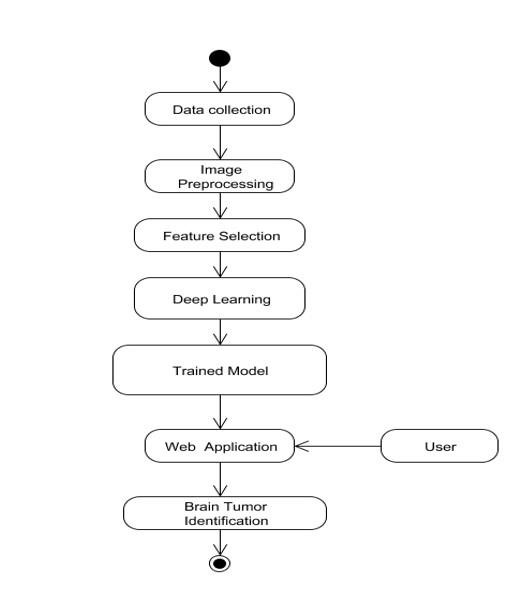 Data collection
Image
Preprocessing
Feature Selection
Deep Learning
Trained Model
Web Application
User
Brain Tumor
Identification